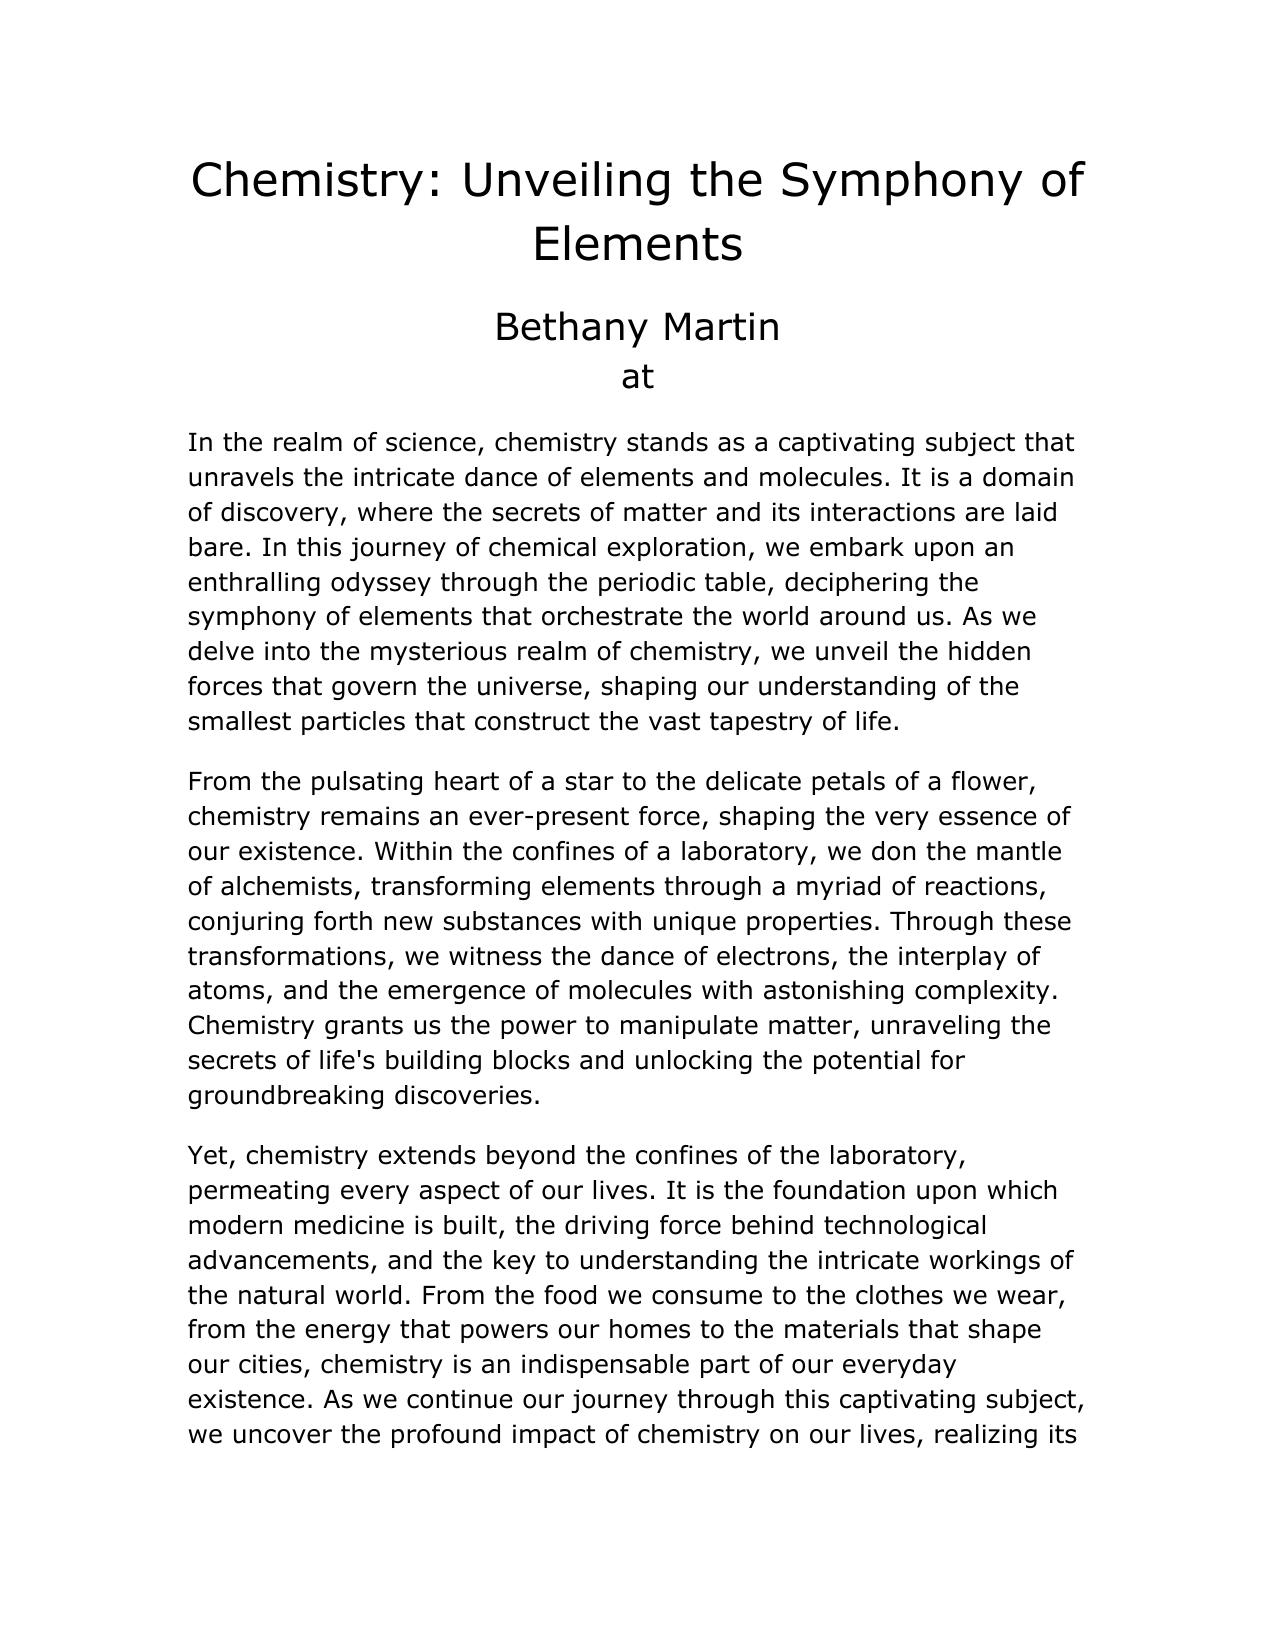 Chemistry: Unveiling the Symphony of
Elements
Bethany Martin
at
In the realm of science, chemistry stands as a captivating subject that
unravels the intricate dance of elements and molecules. It is a domain
of discovery, where the secrets of matter and its interactions are laid
bare. In this journey of chemical exploration, we embark upon an
enthralling odyssey through the periodic table, deciphering the
symphony of elements that orchestrate the world around us. As we
delve into the mysterious realm of chemistry, we unveil the hidden
forces that govern the universe, shaping our understanding of the
smallest particles that construct the vast tapestry of life.
From the pulsating heart of a star to the delicate petals of a flower,
chemistry remains an ever-present force, shaping the very essence of
our existence. Within the confines of a laboratory, we don the mantle
of alchemists, transforming elements through a myriad of reactions,
conjuring forth new substances with unique properties. Through these
transformations, we witness the dance of electrons, the interplay of
atoms, and the emergence of molecules with astonishing complexity.
Chemistry grants us the power to manipulate matter, unraveling the
secrets of life's building blocks and unlocking the potential for
groundbreaking discoveries.
Yet, chemistry extends beyond the confines of the laboratory,
permeating every aspect of our lives. It is the foundation upon which
modern medicine is built, the driving force behind technological
advancements, and the key to understanding the intricate workings of
the natural world. From the food we consume to the clothes we wear,
from the energy that powers our homes to the materials that shape
our cities, chemistry is an indispensable part of our everyday
existence. As we continue our journey through this captivating subject,
we uncover the profound impact of chemistry on our lives, realizing its